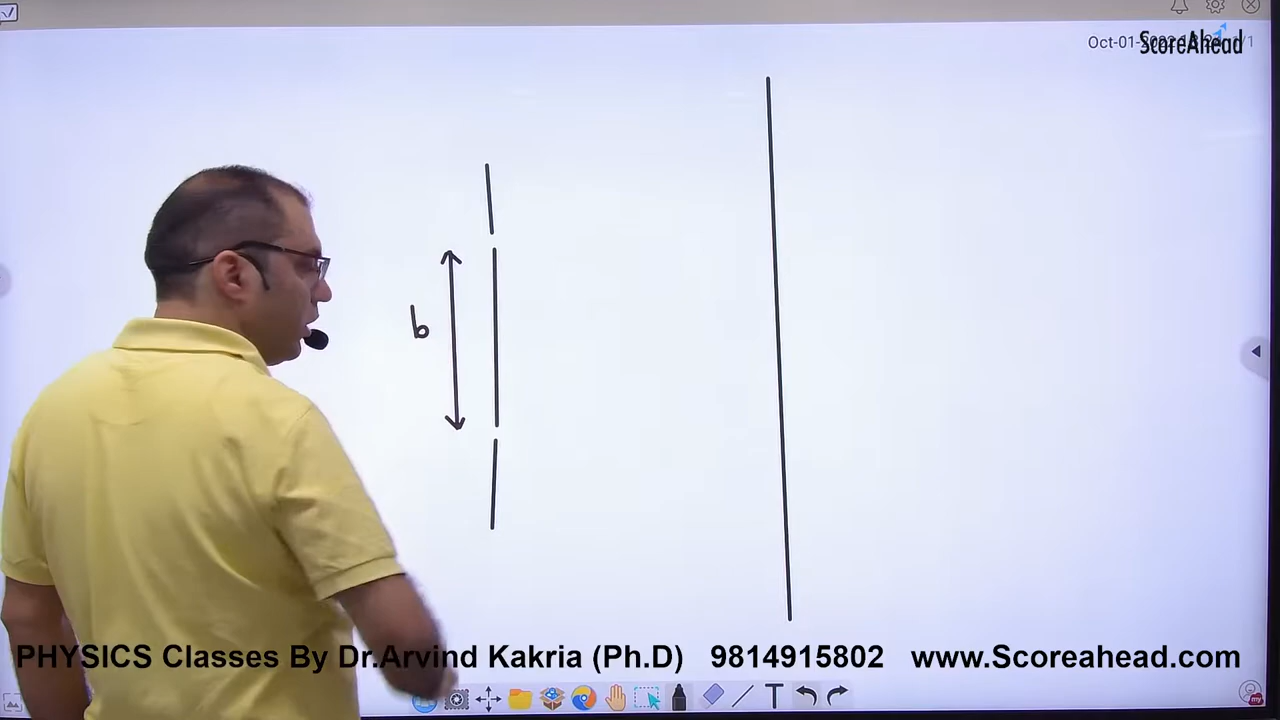 ScoreAhead
b
PHYSICS Classes By Dr.Arvind Kakria (Ph.D) 9814915802 www.Scoreahead.com
T